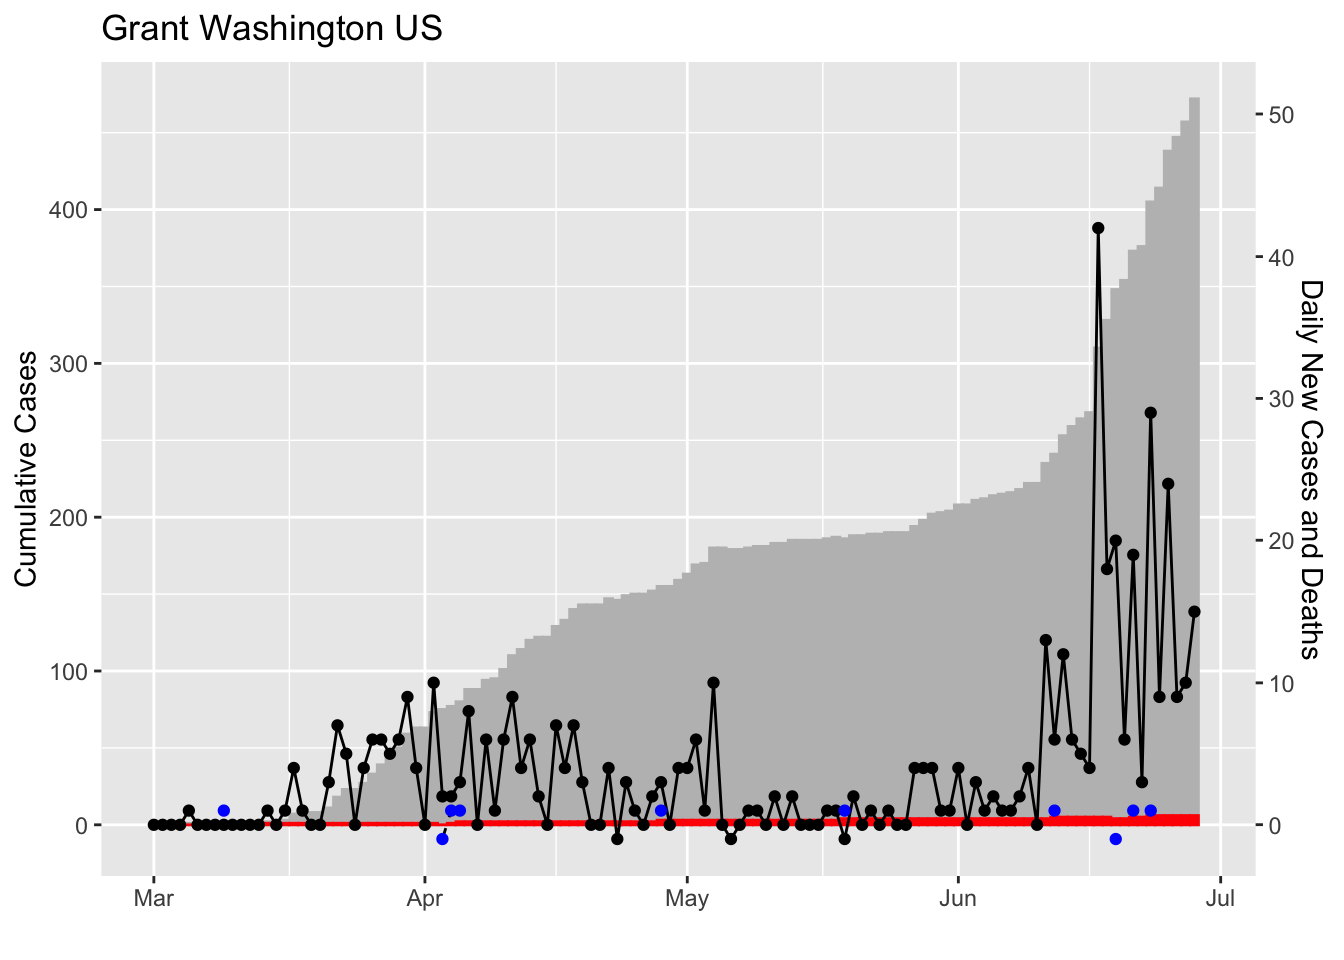 Grant Washington US
Cumulative Cases
400
300
200
100
0
50
40
30
20
10
0
Daily New Cases and Deaths
Mar
Apr
May
Jun
Jul